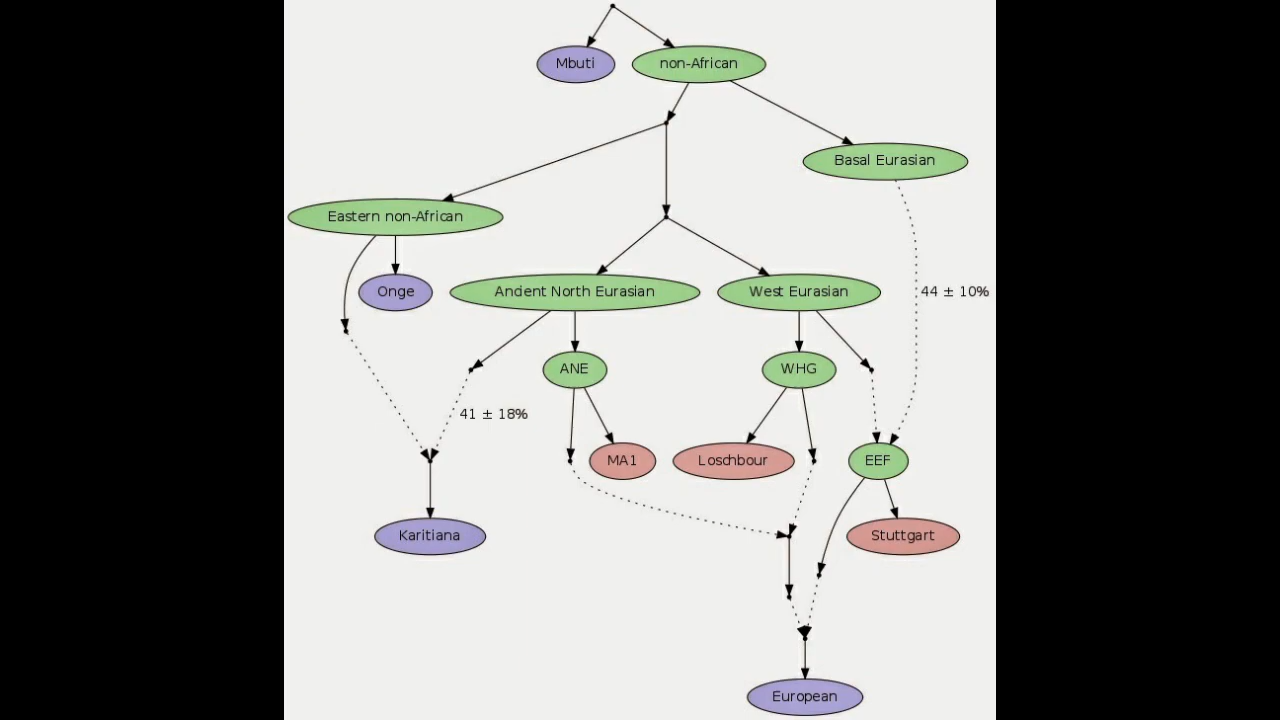 Mbuti
non-African
Basal Eurasian
Eastern non-African
Onge
Ancient North Eurasian
West Eurasian
44 ± 10%
ANE
WHG
41 ± 18%
MA1
Loschbour
EEF
Karitiana
Stuttgart
European